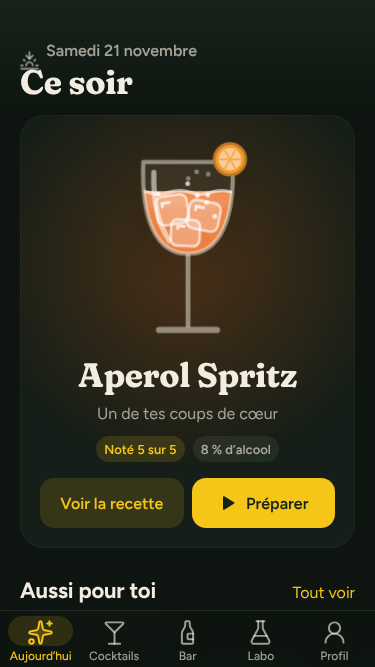 Samedi 21 novembre
Ce soir
Aperol Spritz
Un de tes coups de cœur
Noté 5 sur 5
8 % d’alcool
Voir la recette
Préparer
Aussi pour toi
Tout voir
Aujourd’hui
Cocktails
Bar
Labo
Profil